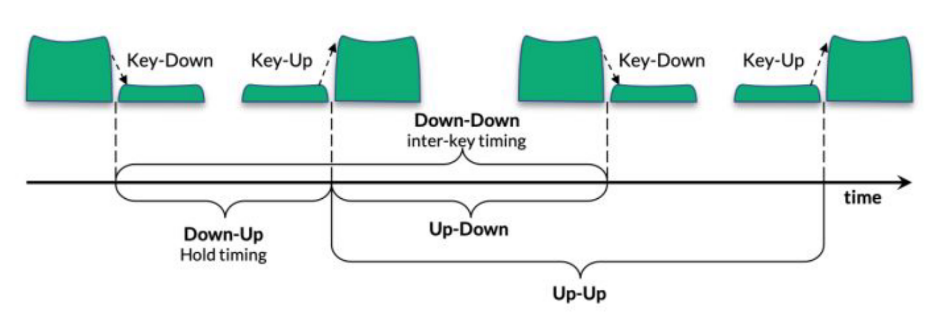 Key-Down
Key-Up
Key-Down
Key-Up
Down-Down
inter-key timing
time
Down-Up
Hold timing
Up-Down
Up-Up